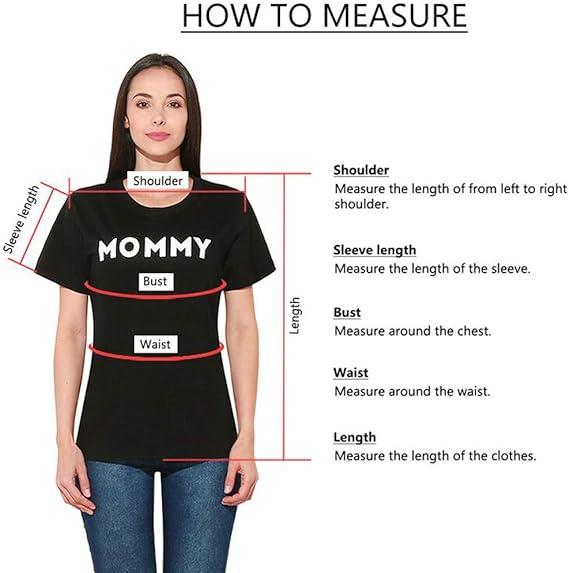 HOW TO MEASURE
Shoulder
Sleeve length
MOMMY
Bust
Waist
Length
Shoulder
Measure the length of from left to right
shoulder.
Sleeve length
Measure the length of the sleeve.
Bust
Measure around the chest.
Waist
Measure around the waist.
Length
Measure the length of the clothes.